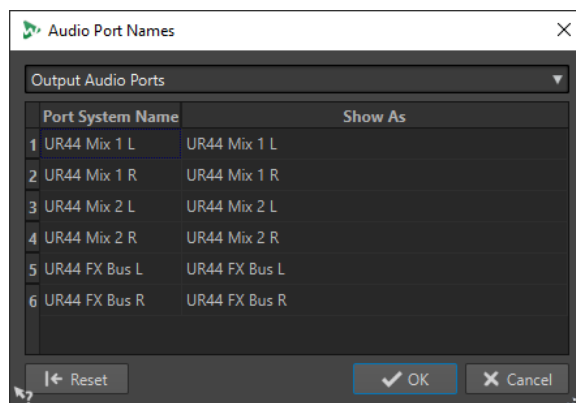 Audio Port Names
Output Audio Ports
Port System Name Show As
1 UR44 Mix 1 L UR44 Mix 1 L
2 UR44 Mix 1 R UR44 Mix 1 R
3 UR44 Mix 2 L UR44 Mix 2 L
4 UR44 Mix 2 R UR44 Mix 2 R
5 UR44 FX Bus L UR44 FX Bus L
6 UR44 FX Bus R UR44 FX Bus R
Reset OK Cancel
?